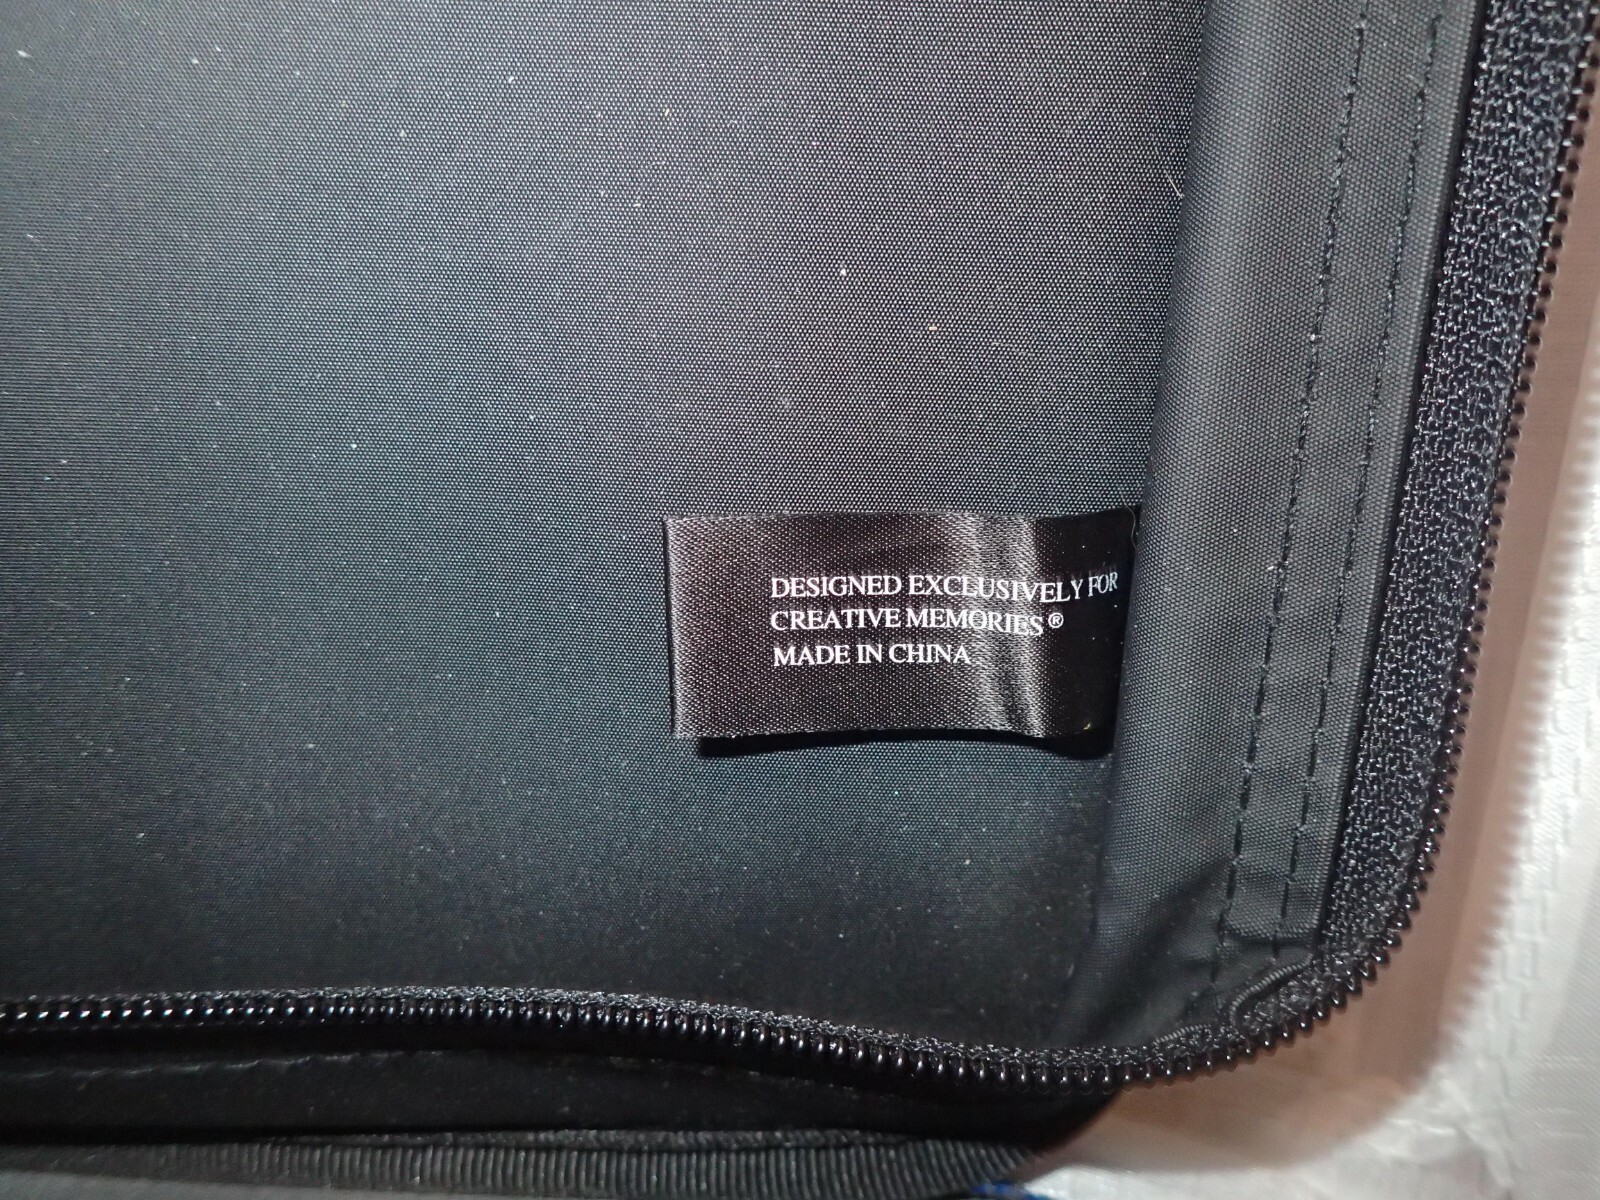 DESIGNED EXCLUSIVELY FOR
CREATIVE MEMORIES®
MADE IN CHINA